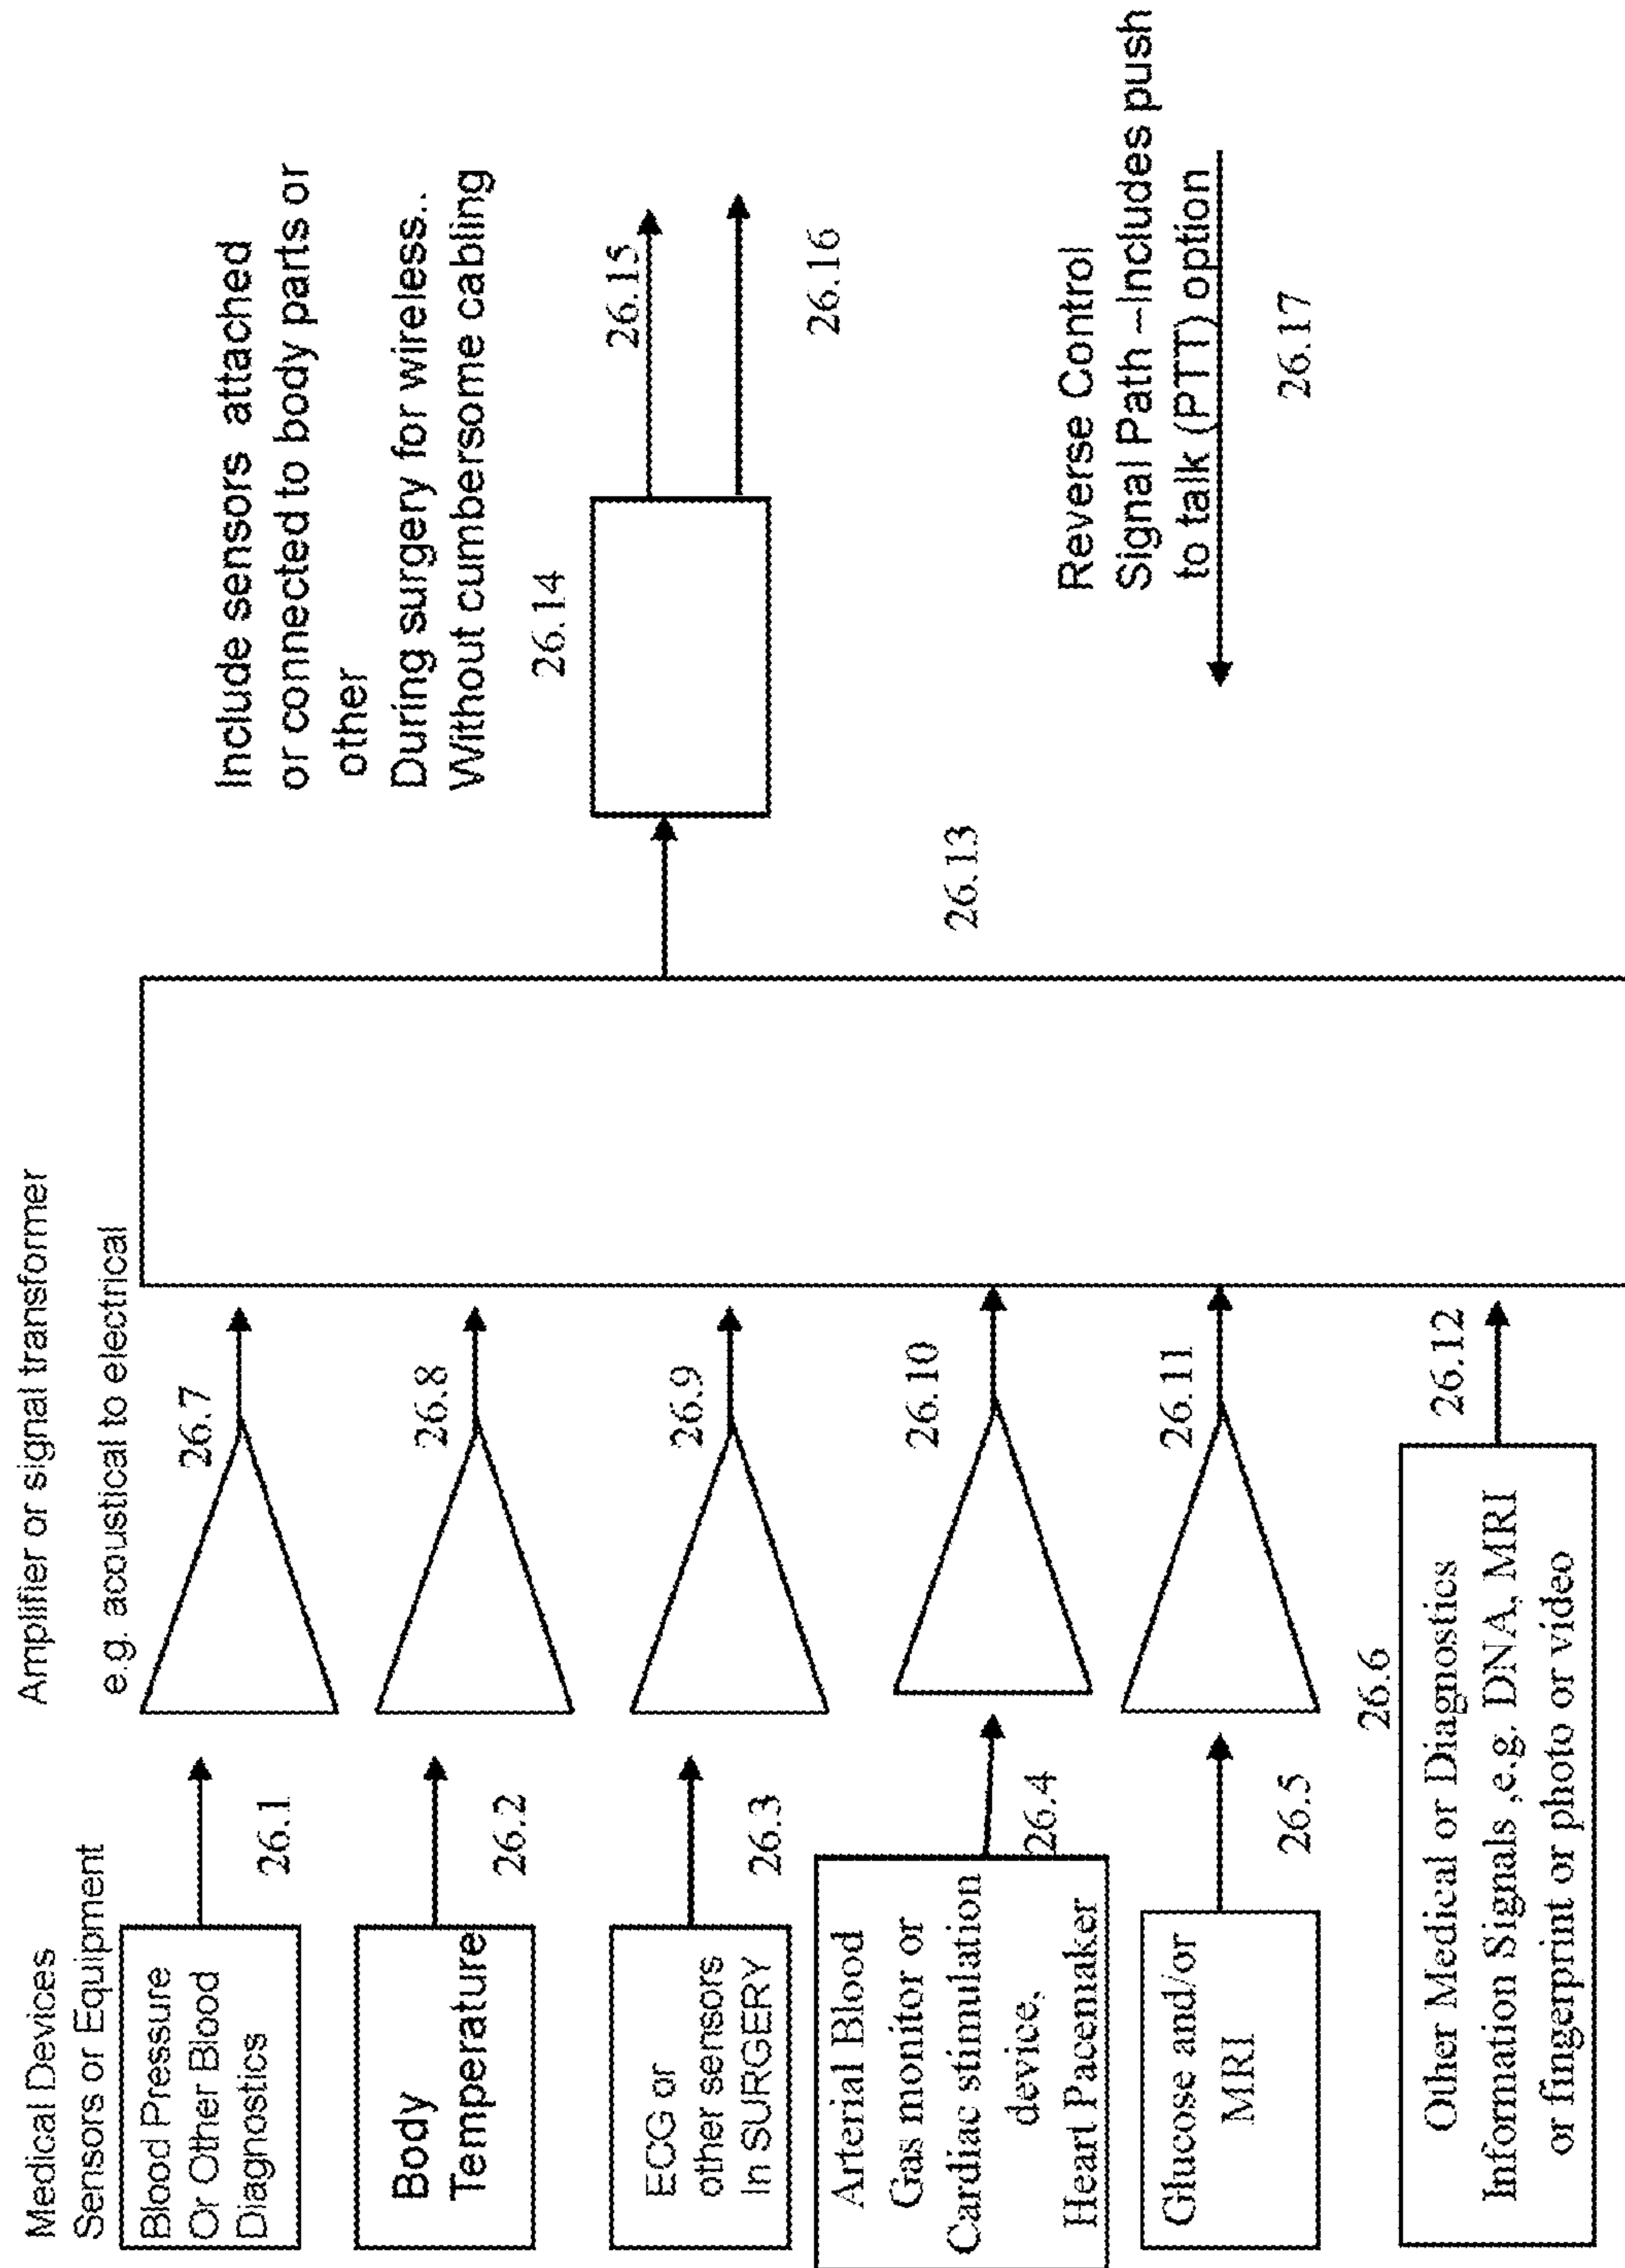 Medical Devices
Sensors or Equipment
Amplifier or signal transformer
e.g. acoustical to electrical
Blood Pressure
Or Other Blood
Diagnostics
26.1
26.7
Body
Temperature
26.2
26.8
ECG or
other sensors
In SURGERY
26.3
26.9
Arterial Blood
Gas monitor or
Cardiac stimulation
device,
Heart Pacemaker
26.4
26.10
Glucose and/or
MRI
26.5
26.11
26.6
Other Medical or Diagnostics
Information Signals ,e.g. DNA, MRI
or fingerprint or photo or video
26.12
26.13
Include sensors attached
or connected to body parts or
other
During surgery for wireless..
Without cumbersome cabling
26.14
26.15
26.16
Reverse Control
Signal Path –Includes push
to talk (PTT) option
26.17